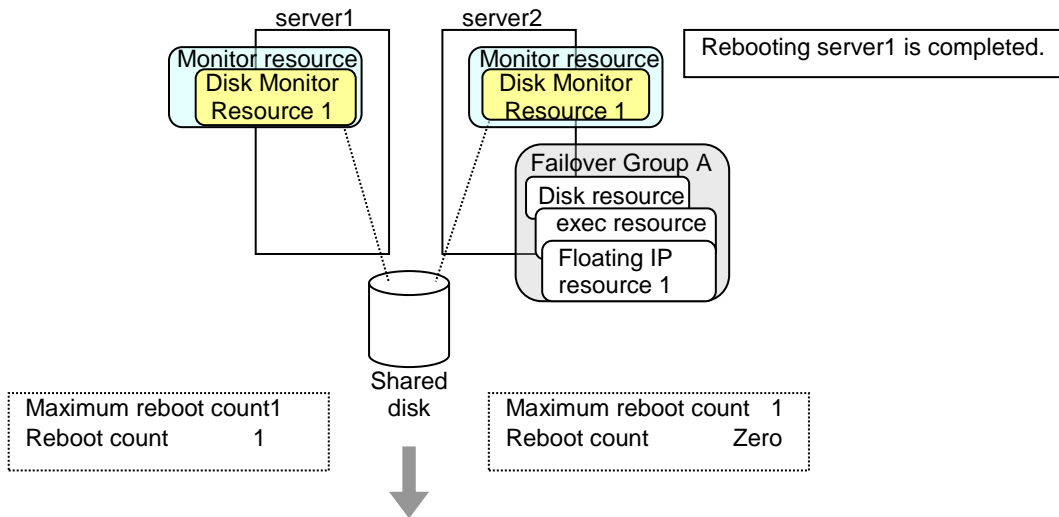 server1
Monitor resource
Disk Monitor
Resource 1
server2
Monitor resource
Disk Monitor
Resource 1
Rebooting server1 is completed.
Failover Group A
Disk resource
exec resource
Floating IP
resource 1
Shared
disk
Maximum reboot count1
Reboot count 1
Maximum reboot count 1
Reboot count Zero